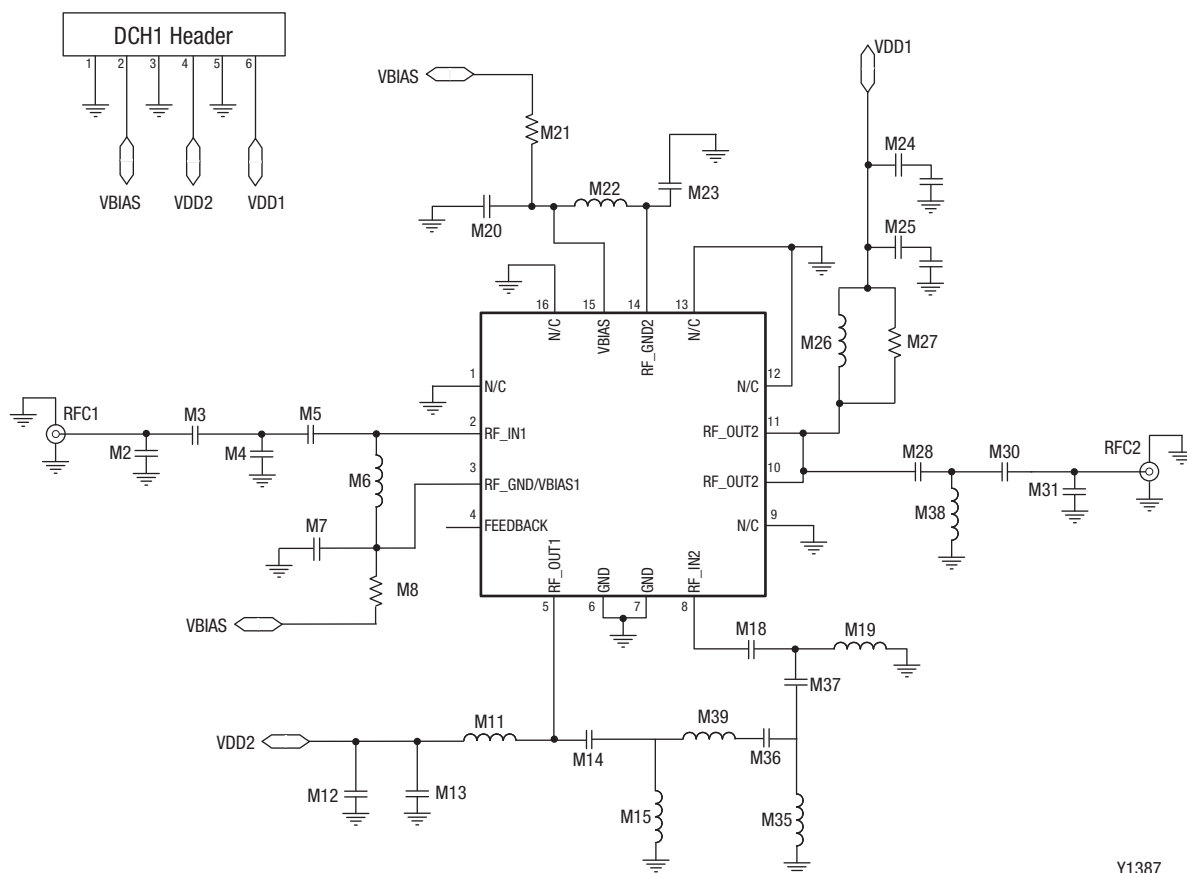 DCH1 Header
1 2 3 4 5 6
VBIAS VDD2 VDD1
VBIAS
M21
M20
M22
M23
VDD1
M24
M25
M26
M27
16 15 14 13
N/C VBIAS RF_GND2 N/C
1 N/C
2 RF_IN1
3 RF_GND/VBIAS1
4 FEEDBACK
12 N/C
11 RF_OUT2
10 RF_OUT2
9 N/C
RF_OUT1 GND GND RF_IN2
5 6 7 8
RFC1
M2
M3
M4
M5
M6
M7
M8
VBIAS
M28
M30
RFC2
M31
M38
M18
M19
M37
VDD2
M11
M39
M14
M36
M12
M13
M15
M35
Y1387